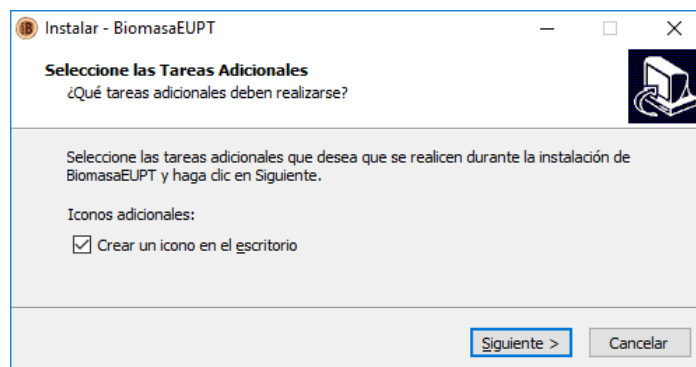 Instalar - BiomasaEUPT
Seleccione las Tareas Adicionales
¿Qué tareas adicionales deben realizarse?
Seleccione las tareas adicionales que desea que se realicen durante la instalación de
BiomasaEUPT y haga clic en Siguiente.
Iconos adicionales:
Crear un icono en el escritorio
Siguiente >
Cancelar